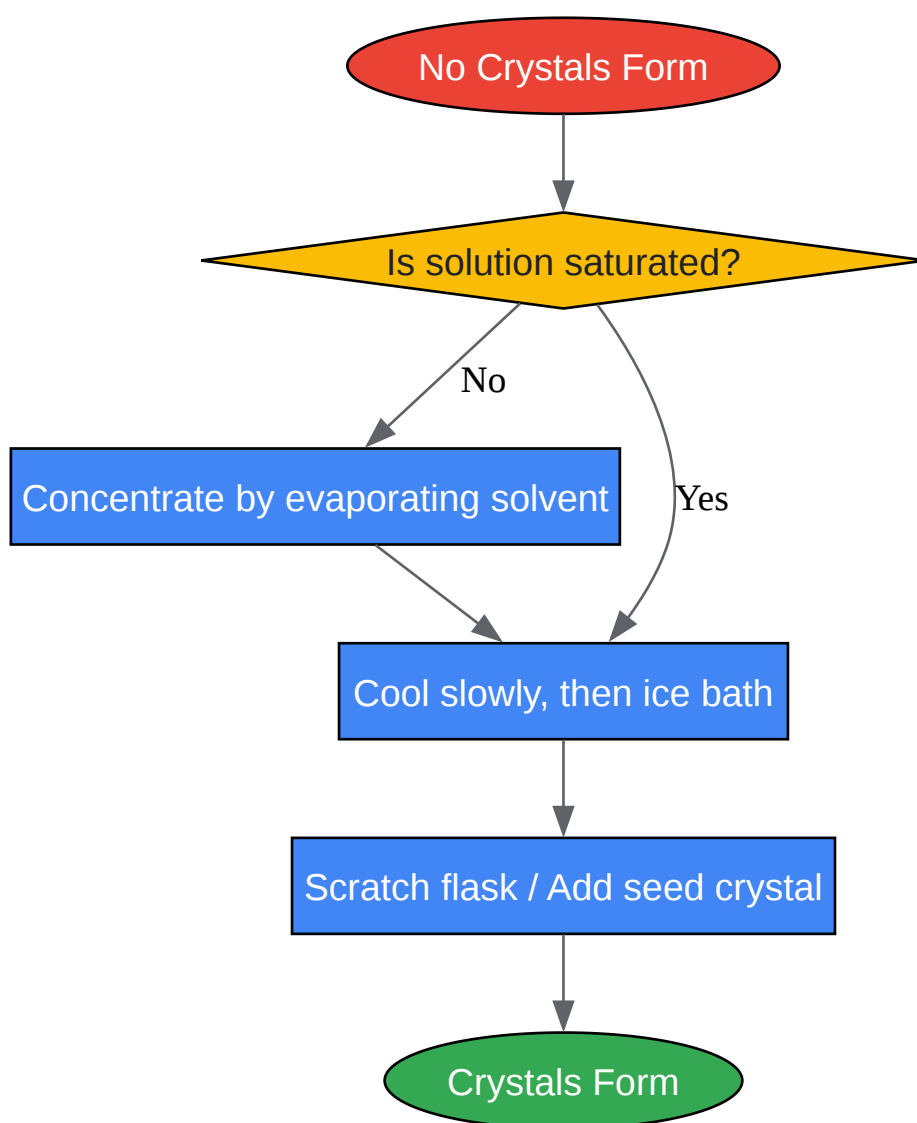 No Crystals Form
Is solution saturated?
No
Concentrate by evaporating solvent
Yes
Cool slowly, then ice bath
Scratch flask / Add seed crystal
Crystals Form